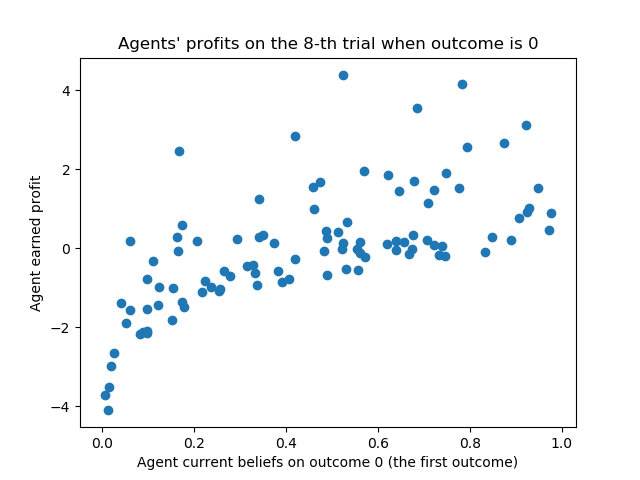 Agents' profits on the 8-th trial when outcome is 0
Agent earned profit
4
2
0
−2
−4
0.0 0.2 0.4 0.6 0.8 1.0
Agent current beliefs on outcome 0 (the first outcome)